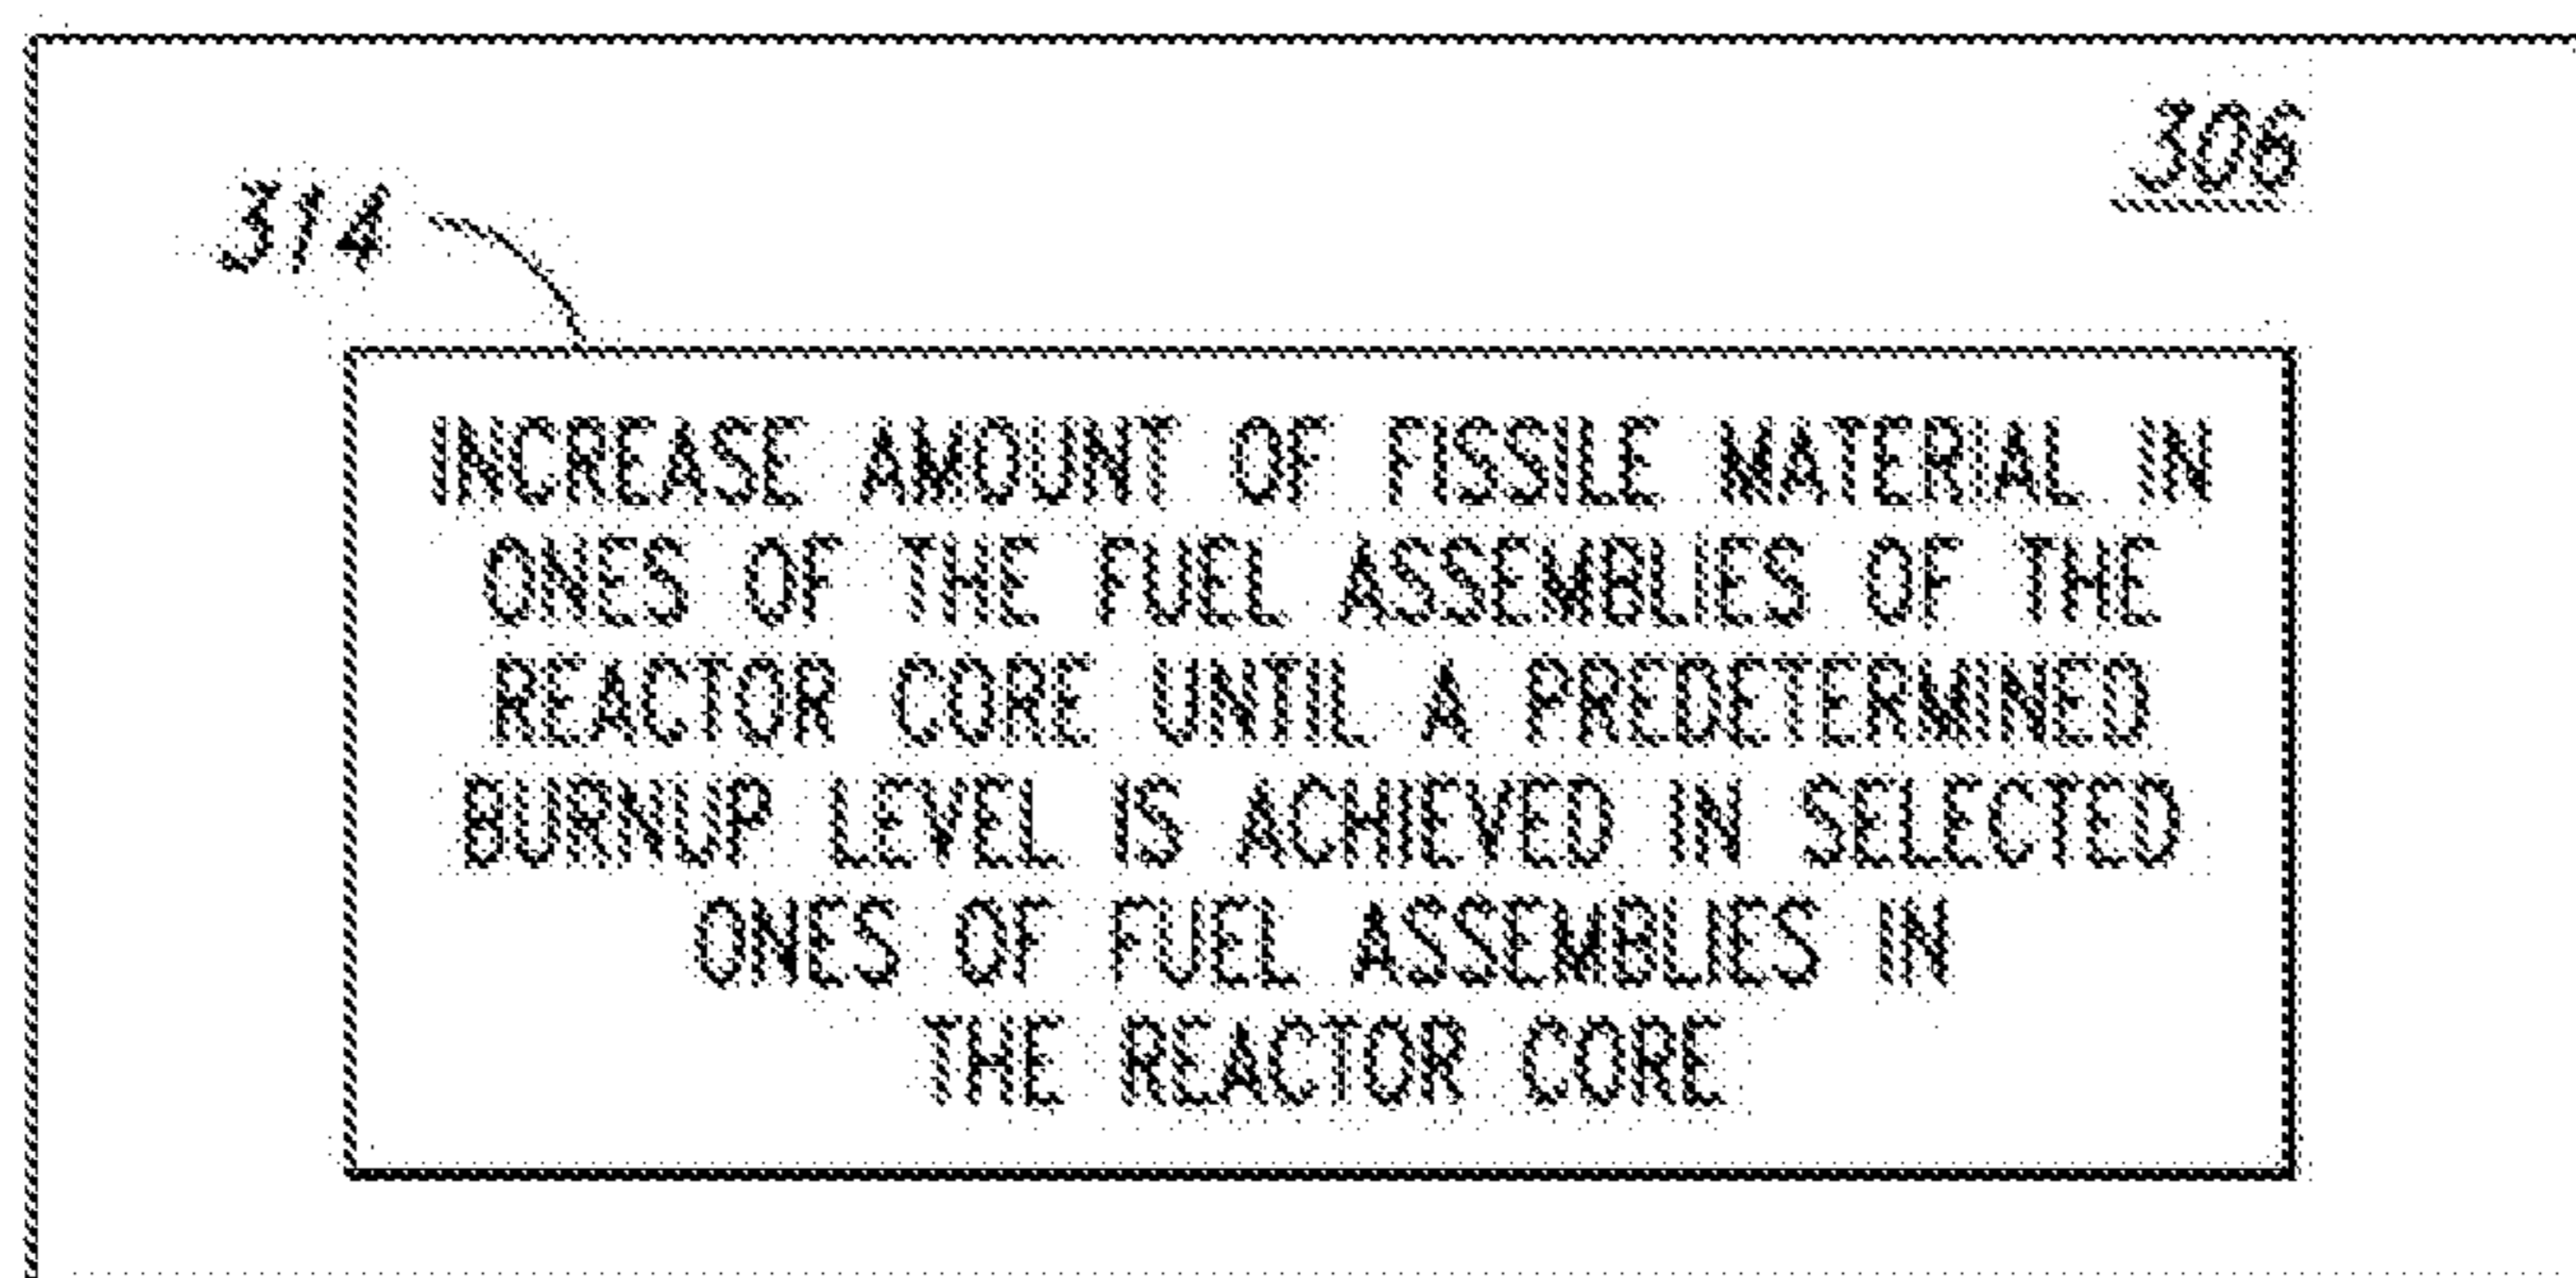 306
314
INCREASE AMOUNT OF FISSILE MATERIAL IN
ONES OF THE FUEL ASSEMBLIES OF THE
REACTOR CORE UNTIL A PREDETERMINED
BURNUP LEVEL IS ACHIEVED IN SELECTED
ONES OF FUEL ASSEMBLIES IN
THE REACTOR CORE